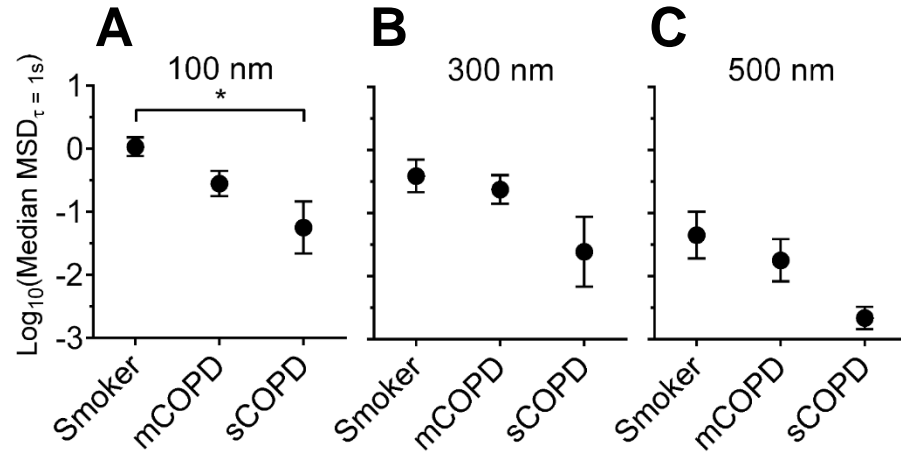 A B C
100 nm 300 nm 500 nm
*
Log10(Median MSDτ = 1s)
1
0
-1
-2
-3
Smoker mCOPD sCOPD Smoker mCOPD sCOPD Smoker mCOPD sCOPD